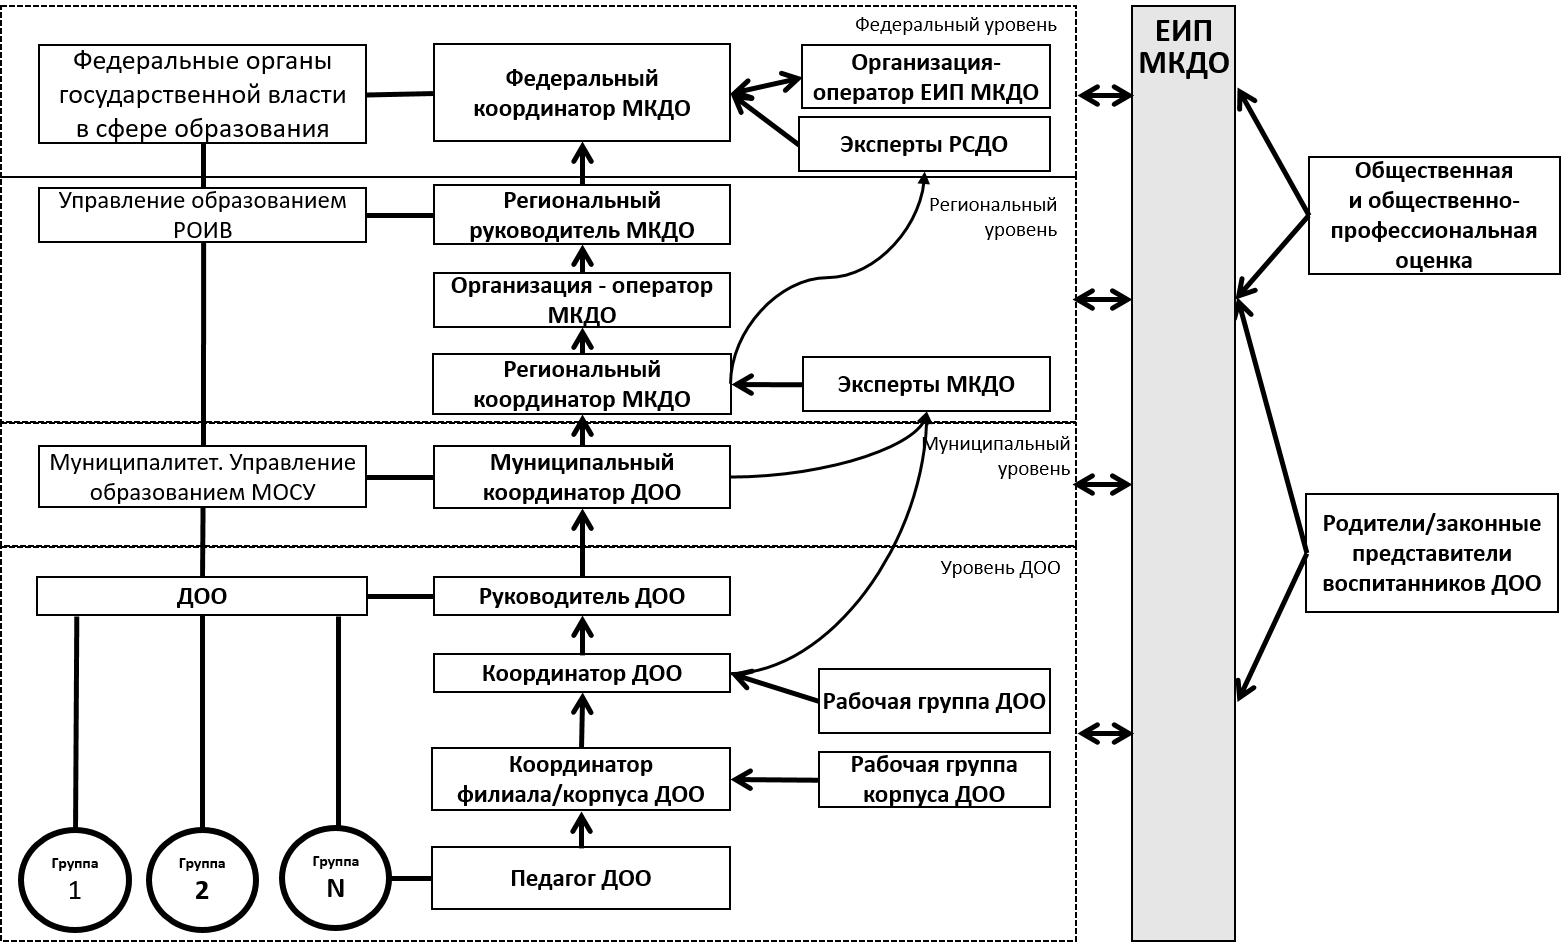 Федеральный уровень
ЕИП
МКДО
Федеральные органы
государственной власти
в сфере образования
Федеральный
координатор МКДО
Организация-
оператор ЕИП МКДО
Эксперты РСДО
Управление образованием
РОИВ
Региональный
руководитель МКДО
Региональный
уровень
Общественная
и общественно-
профессиональная
оценка
Организация - оператор
МКДО
Региональный
координатор МКДО
Эксперты МКДО
Муниципалитет. Управление
образованием МОСУ
Муниципальный
координатор ДОО
Муниципальный
уровень
Родители/законные
представители
воспитанников ДОО
Уровень ДОО
ДОО
Руководитель ДОО
Координатор ДОО
Рабочая группа ДОО
Координатор
филиала/корпуса ДОО
Рабочая группа
корпуса ДОО
Группа
1
Группа
2
Группа
N
Педагог ДОО